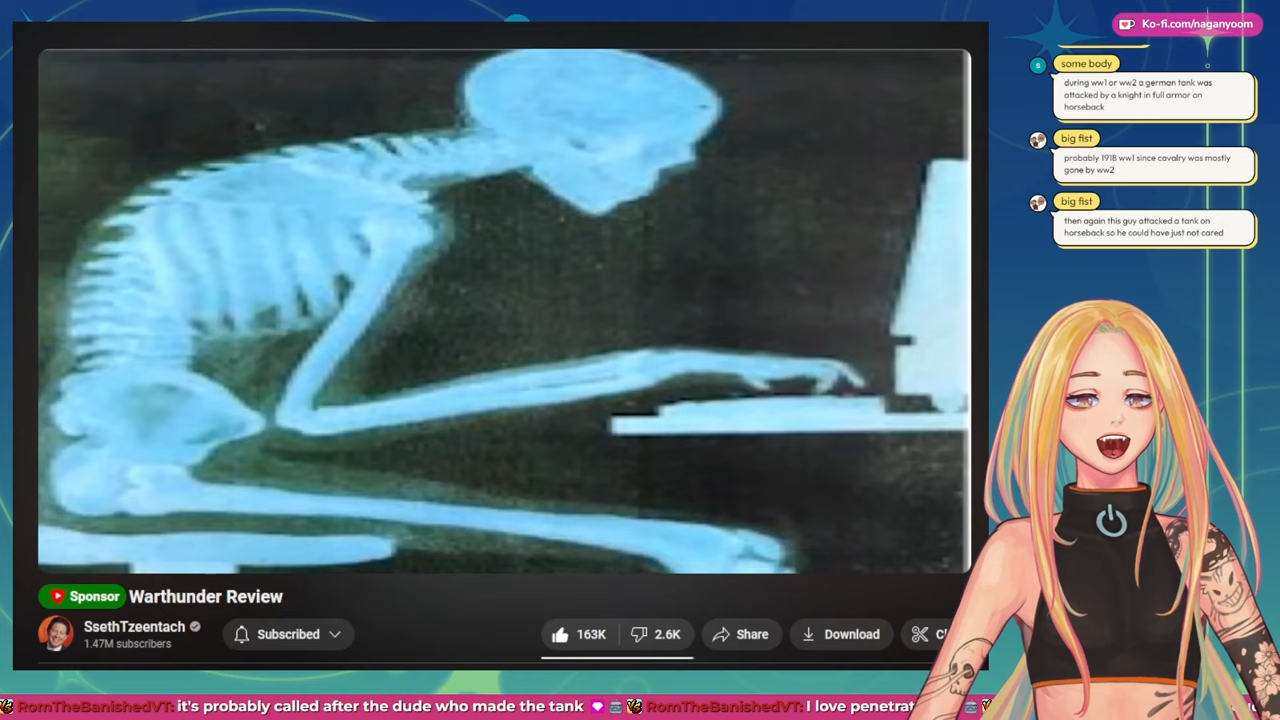 Ko-fi.com/naganyoom
some body
during ww1 or ww2 a german tank was
attacked by a knight in full armor on
horseback
big fist
probably 1918 ww1 since cavalry was mostly
gone by ww2
big fist
then again this guy attacked a tank on
horseback so he could have just not cared
Sponsor Warthunder Review
SsethTzeentach
1.47M subscribers
Subscribed
163K
2.6K
Share
Download
RomTheBanishedVT: it's probably called after the dude who made the tank RomTheBanishedVT: I love penetrat